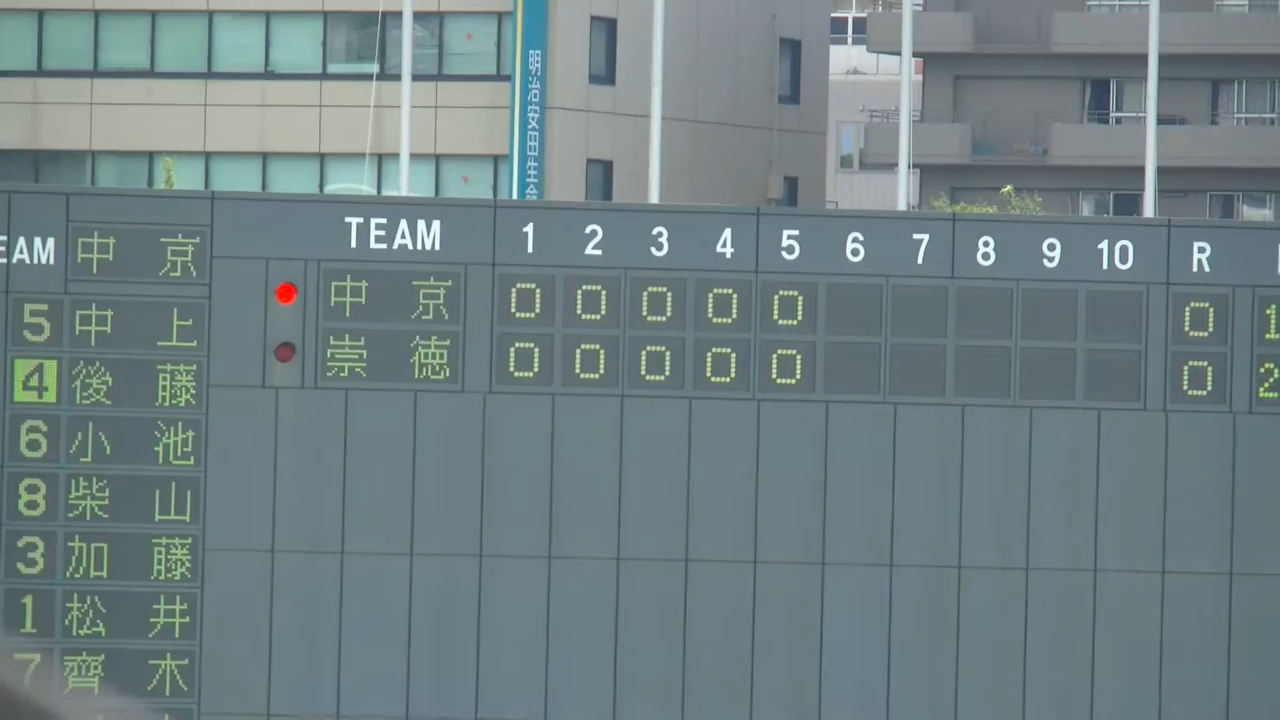 明治安田生命
TEAM 1 2 3 4 5 6 7 8 9 10 R
中京 0 0 0 0 0 0
崇徳 0 0 0 0 0 0
EAM 中京
5 中上
4 後藤
6 小池
8 柴山
3 加藤
1 松井
7 齊木